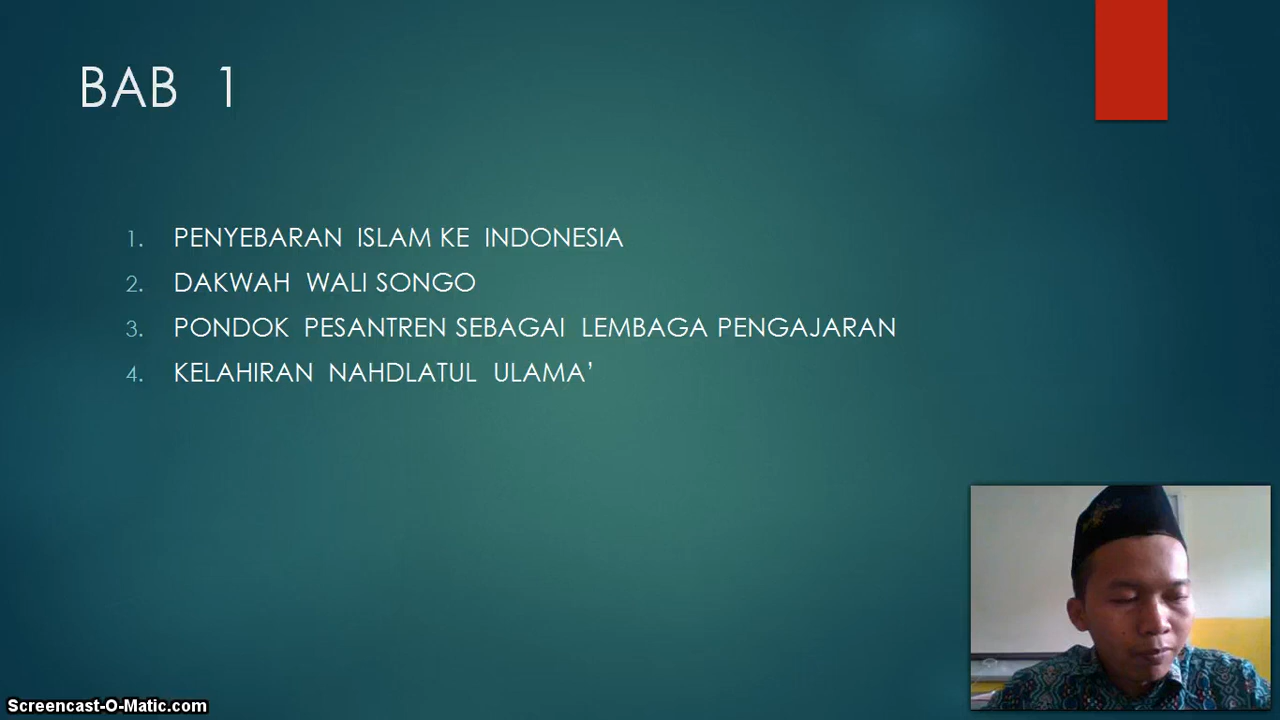 BAB 1
1. PENYEBARAN ISLAM KE INDONESIA
2. DAKWAH WALI SONGO
3. PONDOK PESANTREN SEBAGAI LEMBAGA PENGAJARAN
4. KELAHIRAN NAHDLATUL ULAMA’
Screencast-O-Matic.com